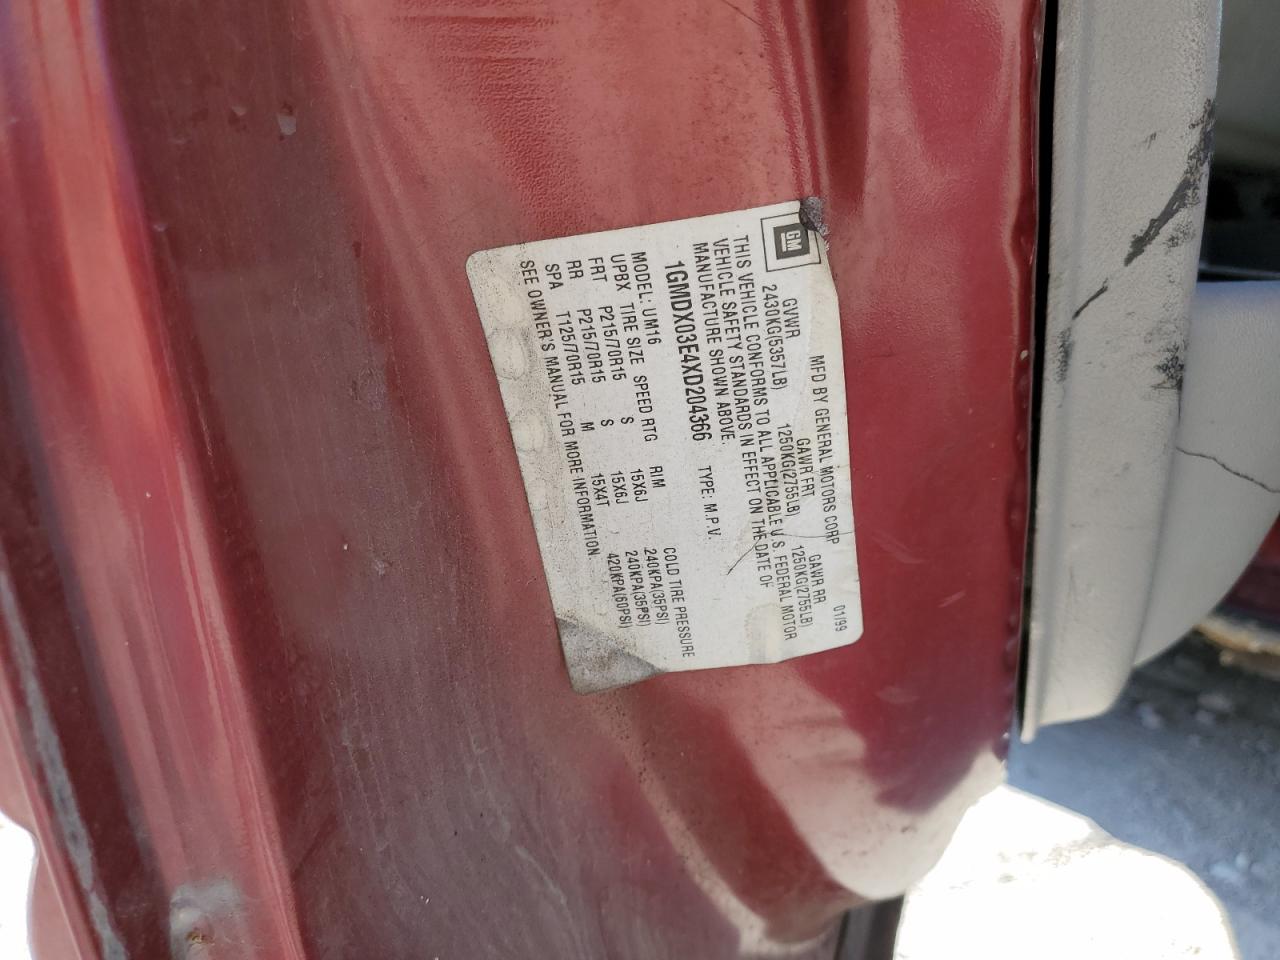 GM
MFD BY GENERAL MOTORS CORP 01/99
GVWR GAWR FRT GAWR RR
2430KG(5357LB) 1250KG(2755LB) 1250KG(2755LB)
THIS VEHICLE CONFORMS TO ALL APPLICABLE U.S. FEDERAL MOTOR
VEHICLE SAFETY STANDARDS IN EFFECT ON THE DATE OF
MANUFACTURE SHOWN ABOVE.
1GMDX03E4XD204366 TYPE: M.P.V.
MODEL: UM16
UPBX TIRE SIZE SPEED RTG RIM COLD TIRE PRESSURE
FRT P215/70R15 S 15X6J 240KPA(35PSI)
RR P215/70R15 S 15X6J 240KPA(35PSI)
SPA T125/70R15 M 15X4T 420KPA(60PSI)
SEE OWNER'S MANUAL FOR MORE INFORMATION.